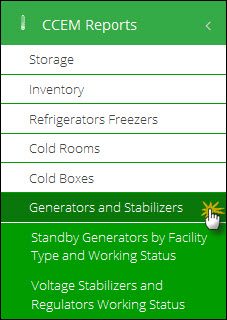 CCEM Reports
Storage
Inventory
Refrigerators Freezers
Cold Rooms
Cold Boxes
Generators and Stabilizers
Standby Generators by Facility
Type and Working Status
Voltage Stabilizers and
Regulators Working Status